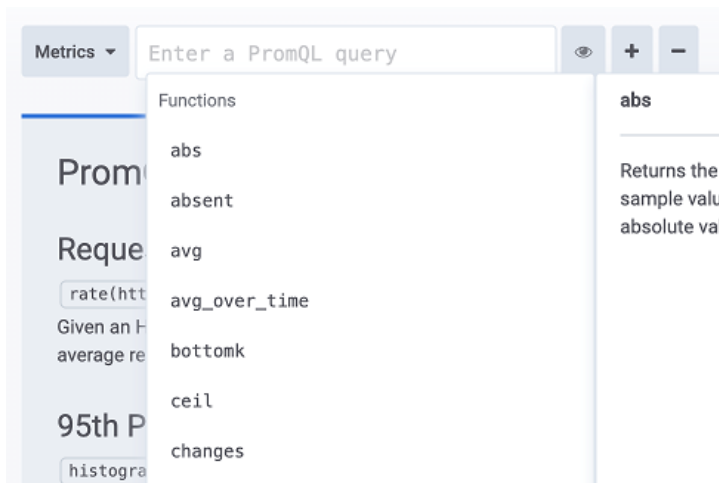 Metrics
Enter a PromQL query
+
-
Functions
abs
abs
absent
avg
avg_over_time
bottomk
ceil
changes
Returns the
sample valu
absolute va
Prom
Reque
rate(htt
Given an H
average re
95th P
histogra